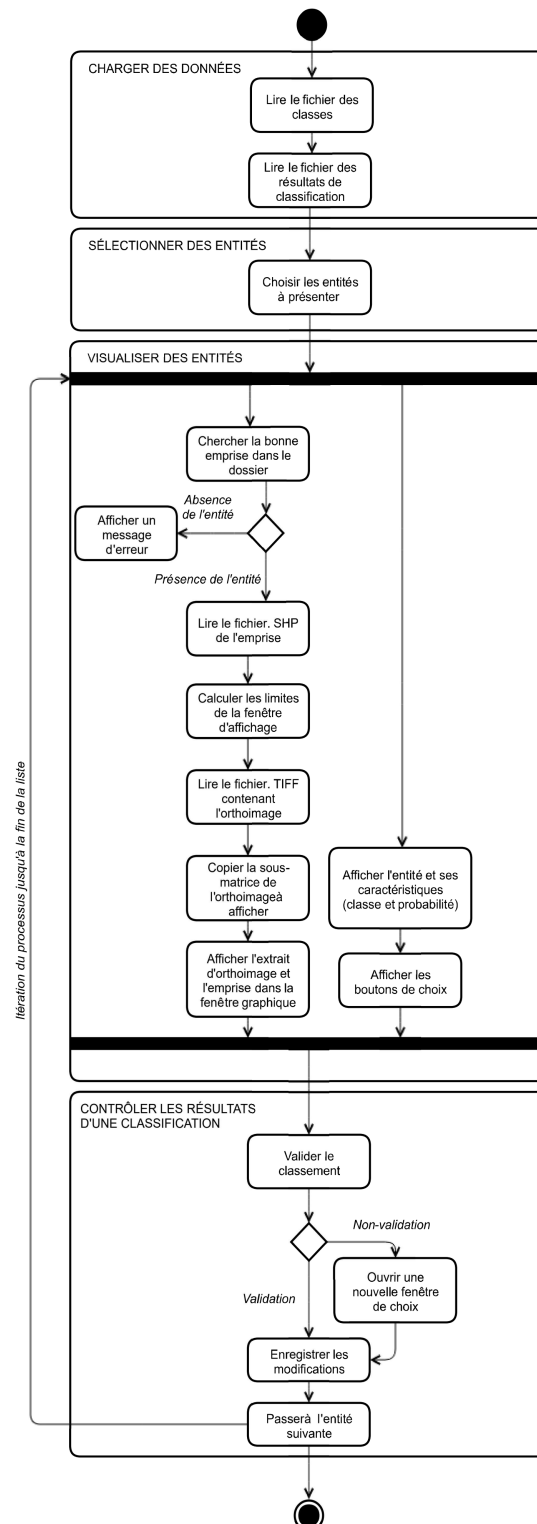 CHARGER DES DONNÉES
Lire le fichier des
classes
Lire le fichier des
résultats de
classification
SÉLECTIONNER DES ENTITÉS
Choisir les entités
à présenter
VISUALISER DES ENTITÉS
Chercher la bonne
emprise dans le
dossier
Absence
de l'entité
Afficher un
message
d'erreur
Présence de l'entité
Lire le fichier. SHP
de l'emprise
Calculer les limites
de la fenêtre
d'affichage
Lire le fichier. TIFF
contenant
l'orthoimage
Copier la sous-
matrice de
l'orthoimageà
afficher
Afficher l'extrait
d'orthoimage et
l'emprise dans la
fenêtre graphique
Afficher l'entité et ses
caractéristiques
(classe et probabilité)
Afficher les
boutons de choix
Itération du processus jusqu'à la fin de la liste
CONTRÔLER LES RÉSULTATS
D'UNE CLASSIFICATION
Valider le
classement
Non-validation
Ouvrir une
nouvelle fenêtre
de choix
Validation
Enregistrer les
modifications
Passerà l'entité
suivante